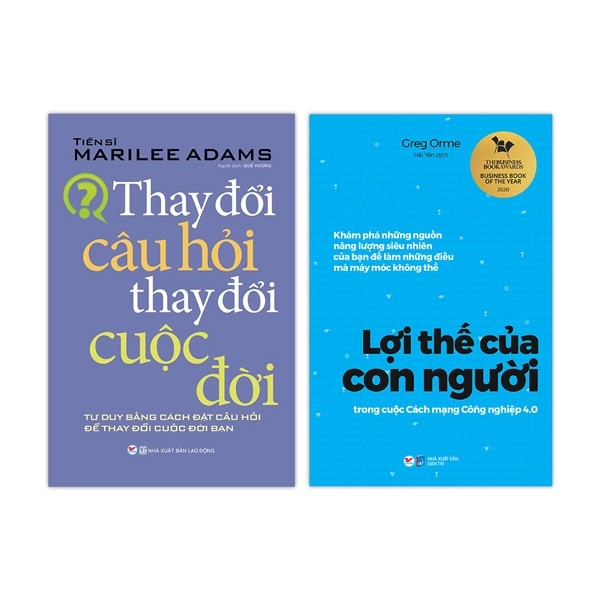 TIẾN SĨ
MARILEE ADAMS
Người dịch: QUẾ HƯƠNG
Thay đổi
câu hỏi
thay đổi
cuộc
đời
TƯ DUY BẰNG CÁCH ĐẶT CÂU HỎI
ĐỂ THAY ĐỔI CUỘC ĐỜI BẠN
NHÀ XUẤT BẢN LAO ĐỘNG
Greg Orme
Hải Yến dịch
THE BUSINESS
BOOK AWARDS
BUSINESS BOOK
OF THE YEAR
2020
Khám phá những nguồn
năng lượng siêu nhiên
của bạn để làm những điều
mà máy móc không thể
Lợi thế của
con người
trong cuộc Cách mạng Công nghiệp 4.0
NHÀ XUẤT BẢN
DÂN TRÍ